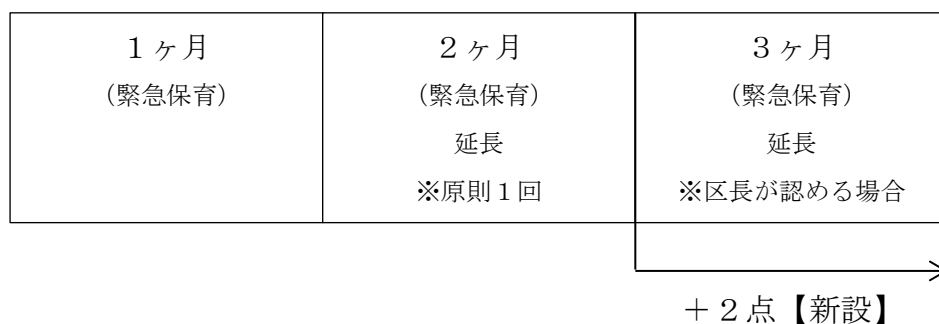 １ヶ月
（緊急保育）
２ヶ月
（緊急保育）
延長
※原則１回
３ヶ月
（緊急保育）
延長
※区長が認める場合
＋２点【新設】